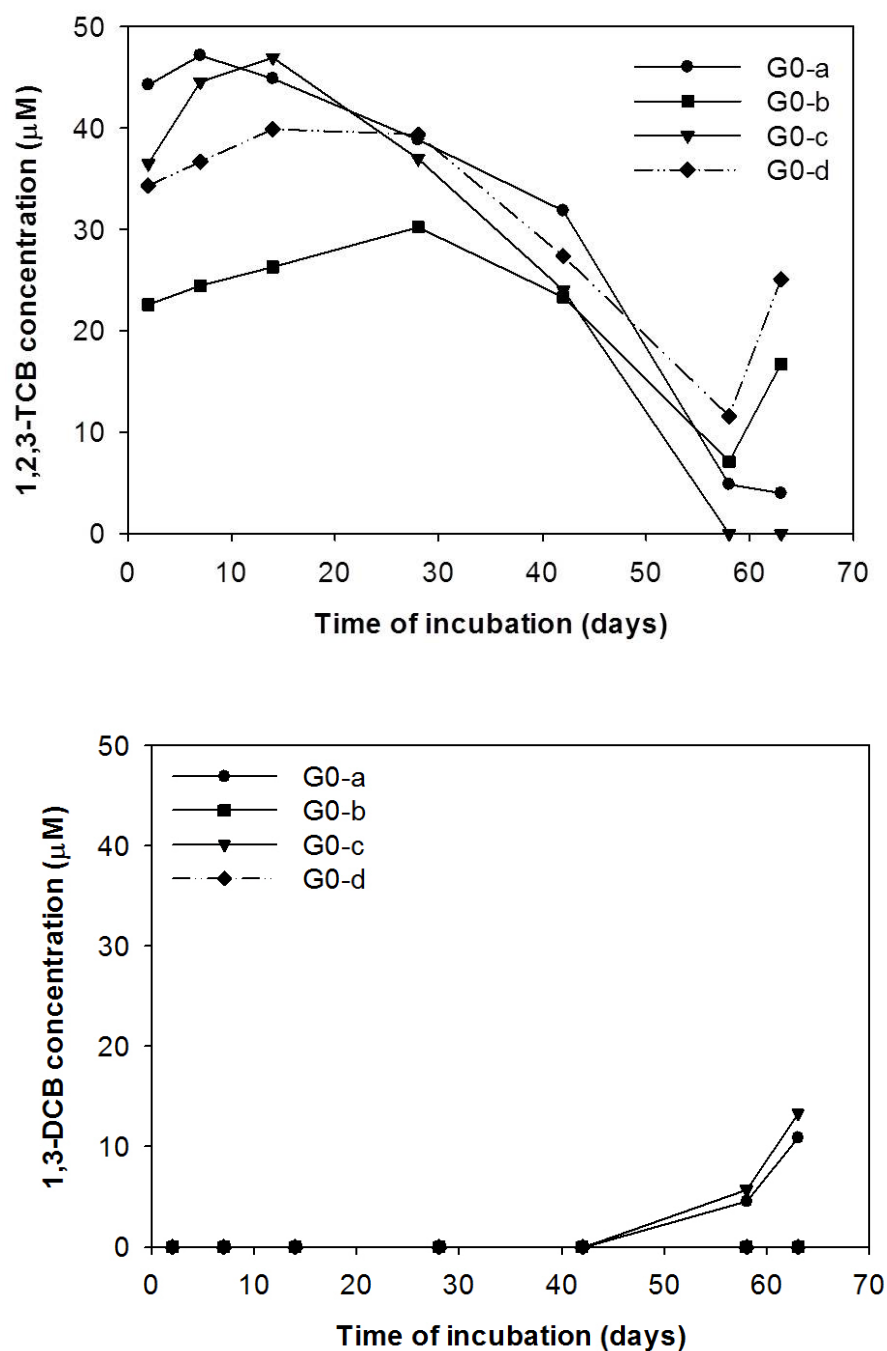 50
40
30
20
10
0
1,2,3-TCB concentration (μM)
G0-a
G0-b
G0-c
G0-d
0 10 20 30 40 50 60 70
Time of incubation (days)
50
40
30
20
10
0
1,3-DCB concentration (μM)
G0-a
G0-b
G0-c
G0-d
0 10 20 30 40 50 60 70
Time of incubation (days)